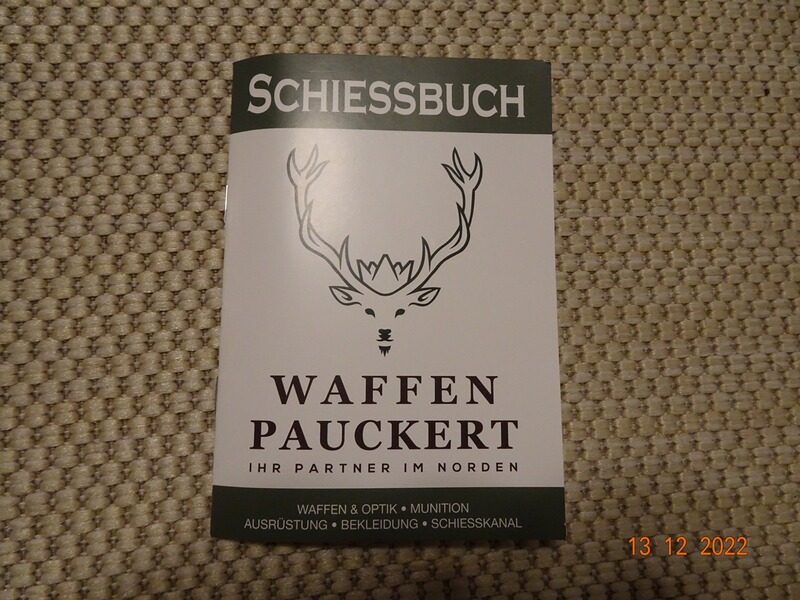 SCHIESSBUCH
WAFFEN
PAUCKERT
IHR PARTNER IM NORDEN
WAFFEN & OPTIK • MUNITION
AUSRÜSTUNG • BEKLEIDUNG • SCHIESSKANAL
13 12 2022